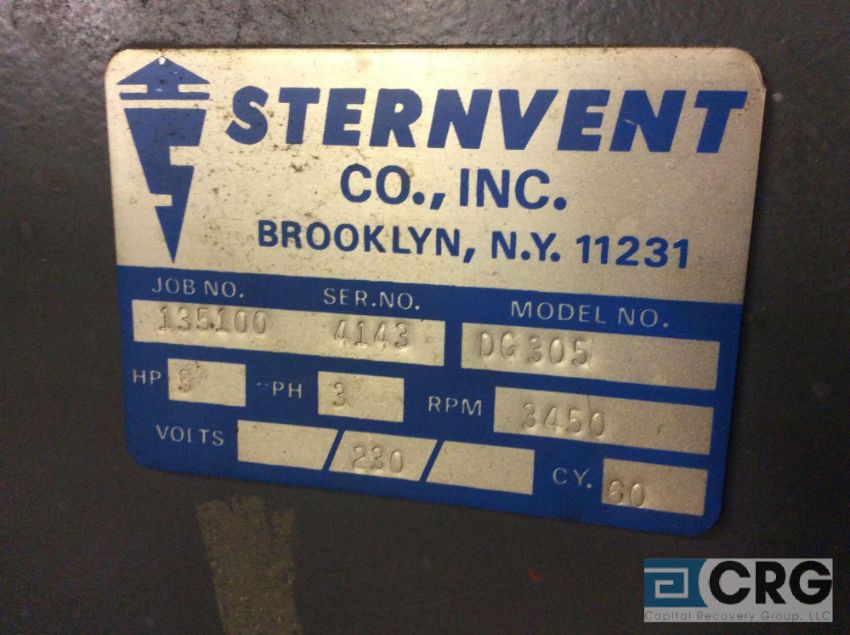 STERNVENT
CO., INC.
BROOKLYN, N.Y. 11231
JOB NO. SER.NO. MODEL NO.
135100 4143 DG305
HP 5 PH 3 RPM 3450
VOLTS / 230 / CY. 60
CRG
Capital Recovery Group, LLC